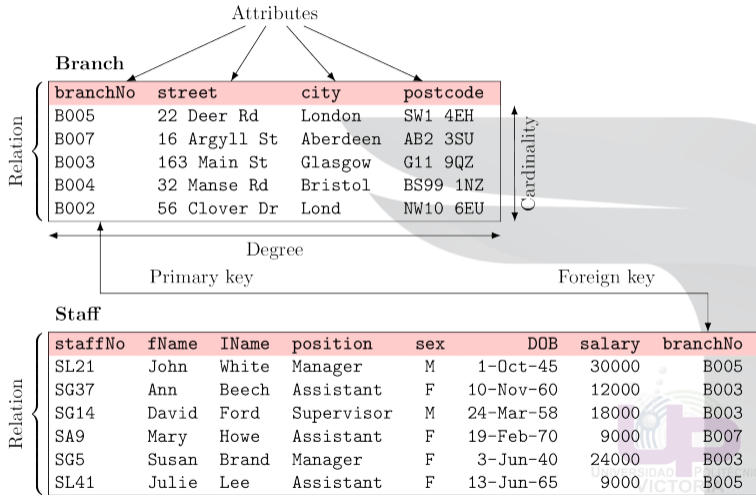 Attributes
Branch
branchNo street city postcode
B005 22 Deer Rd London SW1 4EH
B007 16 Argyll St Aberdeen AB2 3SU
B003 163 Main St Glasgow G11 9QZ
B004 32 Manse Rd Bristol BS99 1NZ
B002 56 Clover Dr Lond NW10 6EU
Relation
Cardinality
Degree
Primary key Foreign key
Staff
staffNo fName IName position sex DOB salary branchNo
SL21 John White Manager M 1-Oct-45 30000 B005
SG37 Ann Beech Assistant F 10-Nov-60 12000 B003
SG14 David Ford Supervisor M 24-Mar-58 18000 B003
SA9 Mary Howe Assistant F 19-Feb-70 9000 B007
SG5 Susan Brand Manager F 3-Jun-40 24000 B003
SL41 Julie Lee Assistant F 13-Jun-65 9000 B005
Relation
UNIVERSIDAD
VICTORIA